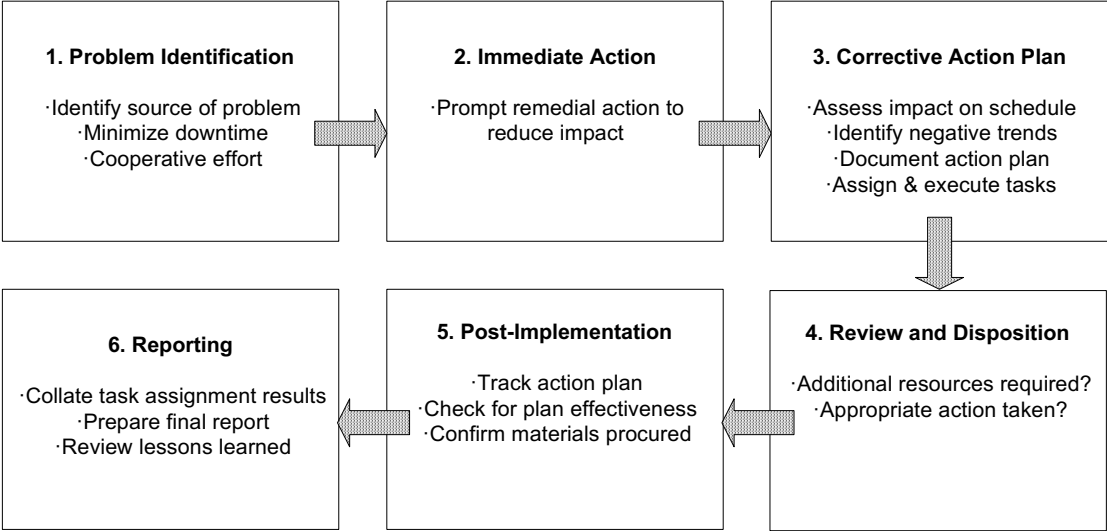 1. Problem Identification
·Identify source of problem
·Minimize downtime
·Cooperative effort
2. Immediate Action
·Prompt remedial action to
reduce impact
3. Corrective Action Plan
·Assess impact on schedule
·Identify negative trends
·Document action plan
·Assign & execute tasks
4. Review and Disposition
·Additional resources required?
·Appropriate action taken?
5. Post-Implementation
·Track action plan
·Check for plan effectiveness
·Confirm materials procured
6. Reporting
·Collate task assignment results
·Prepare final report
·Review lessons learned